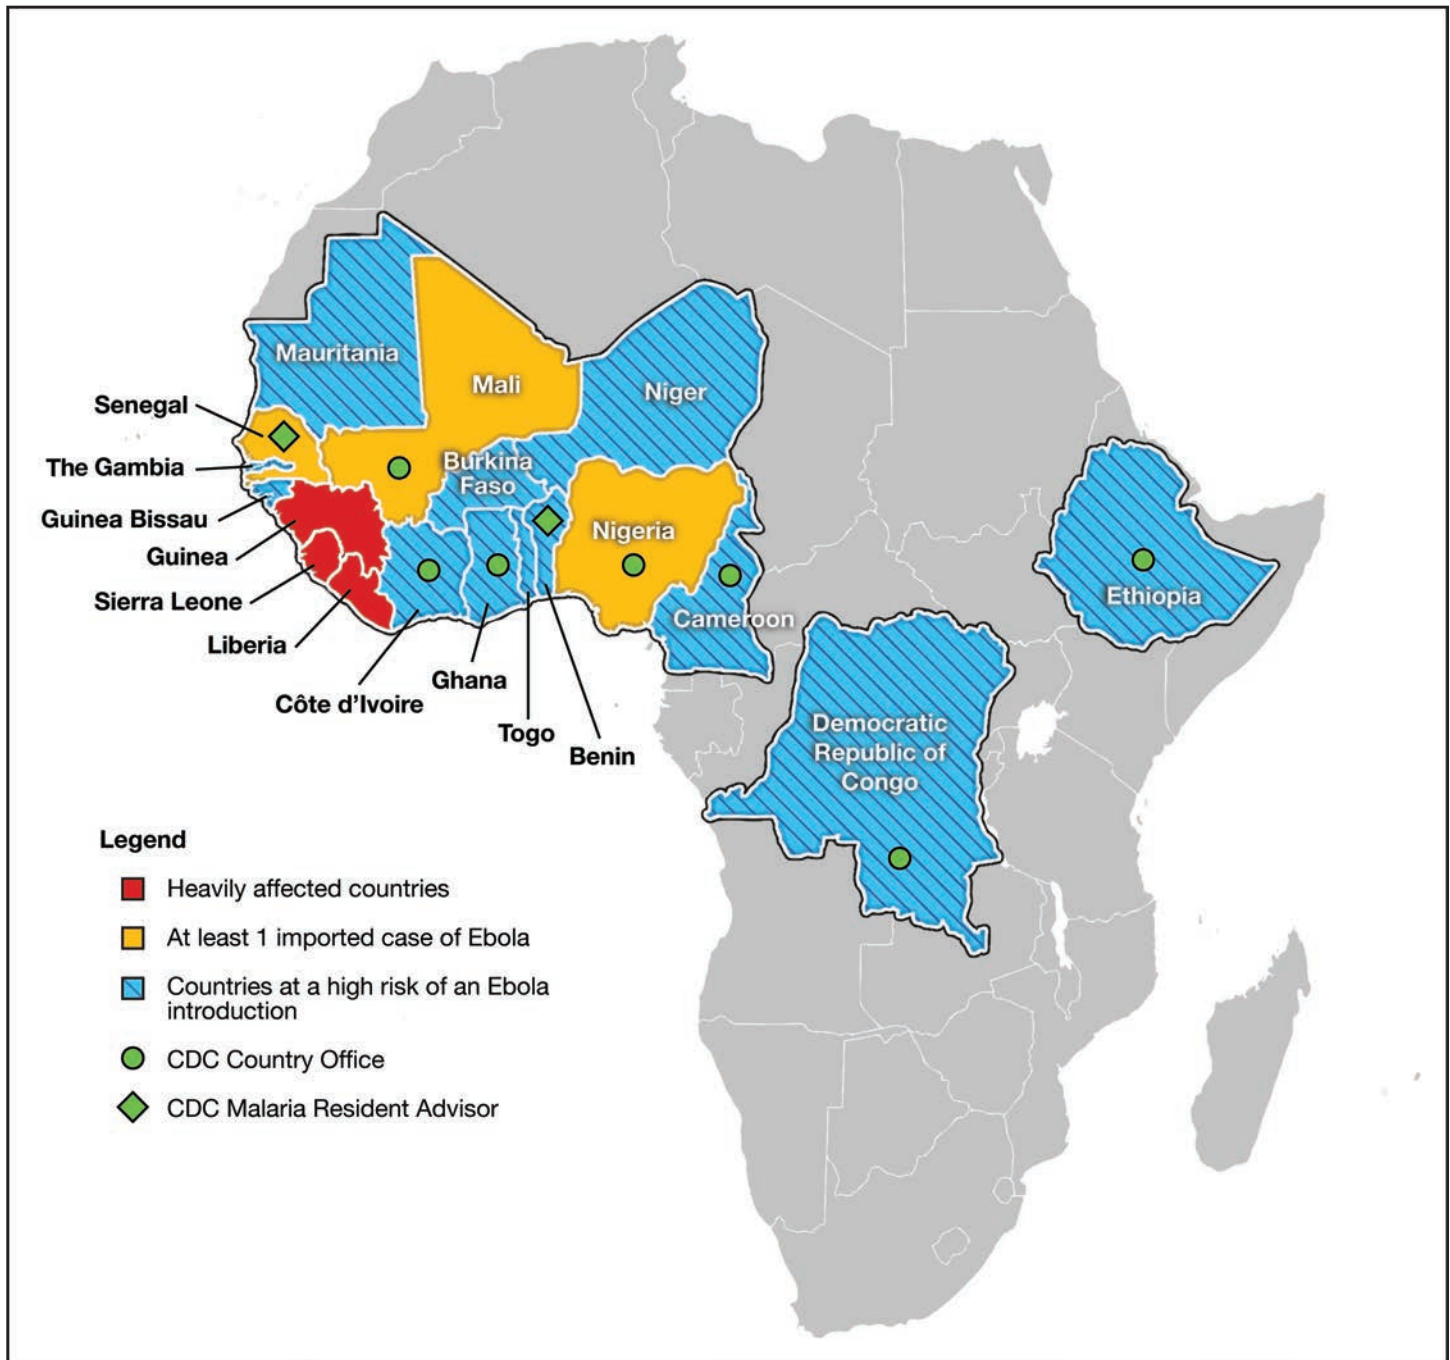 Mauritania
Mali
Niger
Senegal
The Gambia
Burkina
Faso
Guinea Bissau
Nigeria
Guinea
Sierra Leone
Ethiopia
Liberia
Cameroon
Ghana
Côte d’Ivoire
Togo
Benin
Democratic
Republic of
Congo
Legend
Heavily affected countries
At least 1 imported case of Ebola
Countries at a high risk of an Ebola
introduction
CDC Country Office
CDC Malaria Resident Advisor